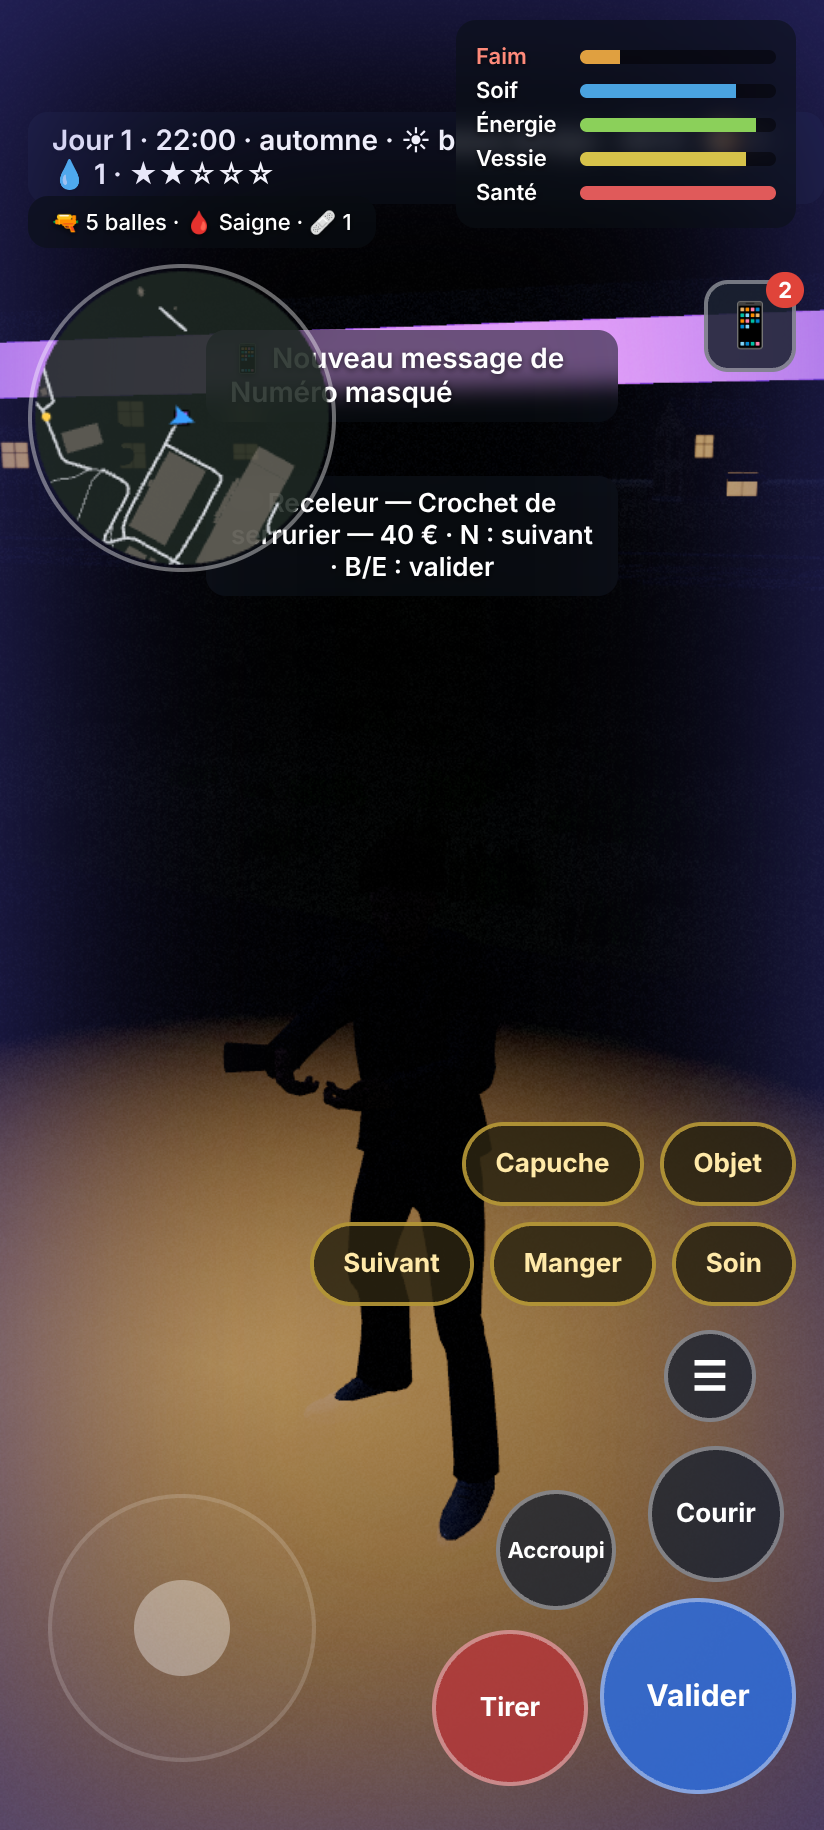 Faim
Soif
Énergie
Vessie
Santé
Jour 1 · 22:00 · automne · ☀ b
💧 1 · ★★☆☆☆
🔫 5 balles · 🩸 Saigne · 🩹 1
2
📱 Nouveau message de
Numéro masqué
Receleur — Crochet de
serrurier — 40 € · N : suivant
· B/E : valider
Capuche
Objet
Suivant
Manger
Soin
Courir
Accroupi
Tirer
Valider